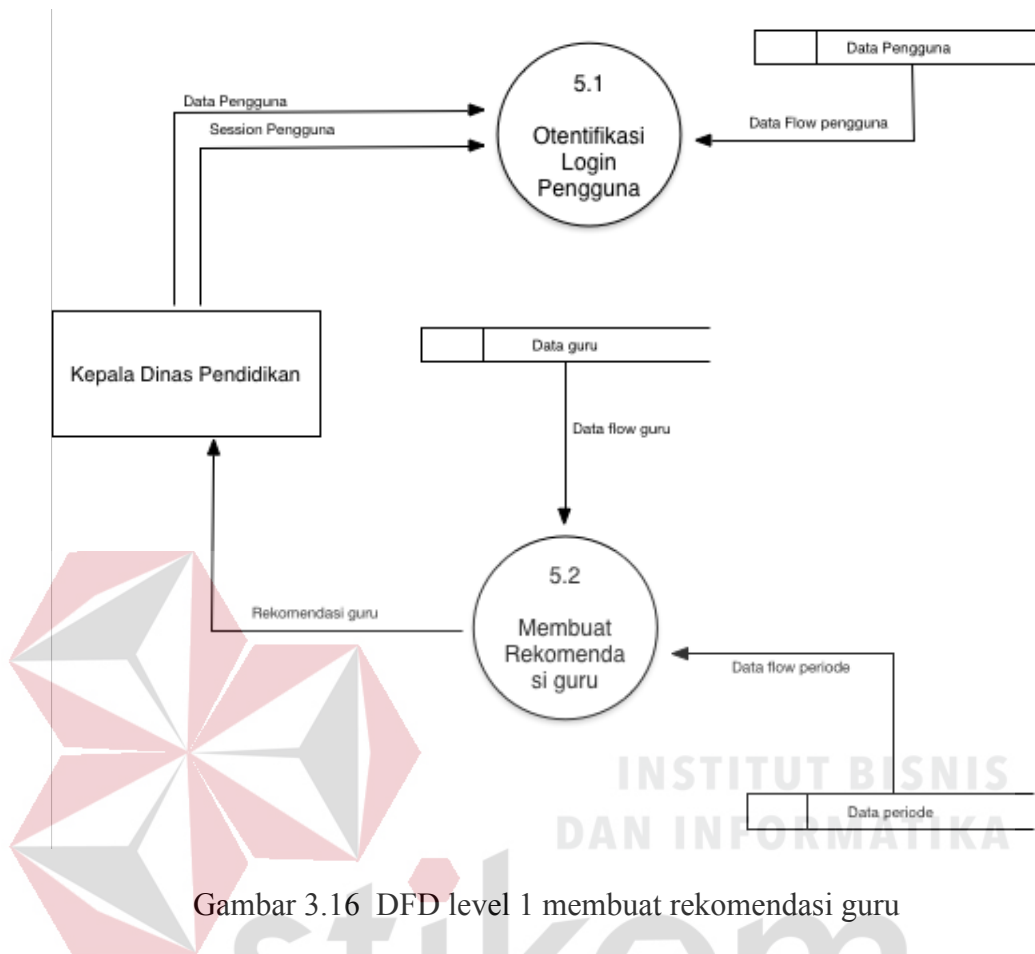 Data Pengguna
5.1
Otentifikasi
Login
Pengguna
Data Pengguna
Session Pengguna
Data Flow pengguna
Kepala Dinas Pendidikan
Data guru
Data flow guru
5.2
Membuat
Rekomenda
si guru
Rekomendasi guru
Data flow periode
INSTITUT BISNIS
DAN INFORMATIKA
Data periode
Gambar 3.16 DFD level 1 membuat rekomendasi guru
stikom